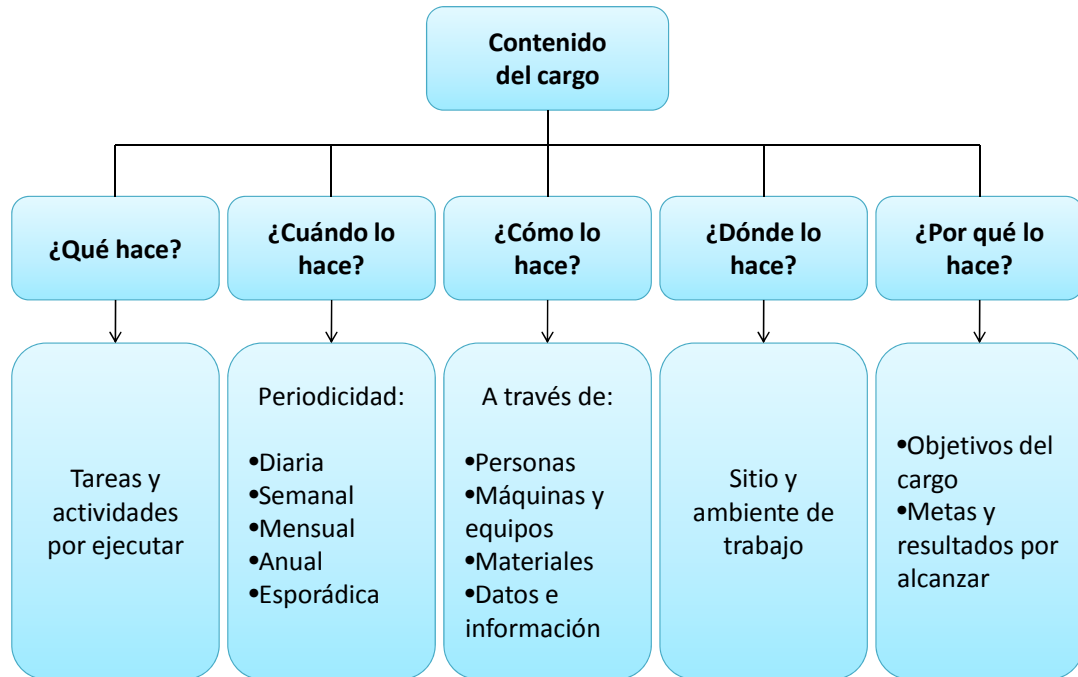 Contenido
del cargo
¿Qué hace?
¿Cuándo lo
hace?
¿Cómo lo
hace?
¿Dónde lo
hace?
¿Por qué lo
hace?
Tareas y
actividades
por ejecutar
Periodicidad:
•Diaria
•Semanal
•Mensual
•Anual
•Esporádica
A través de:
•Personas
•Máquinas y
equipos
•Materiales
•Datos e
información
Sitio y
ambiente de
trabajo
•Objetivos del
cargo
•Metas y
resultados por
alcanzar